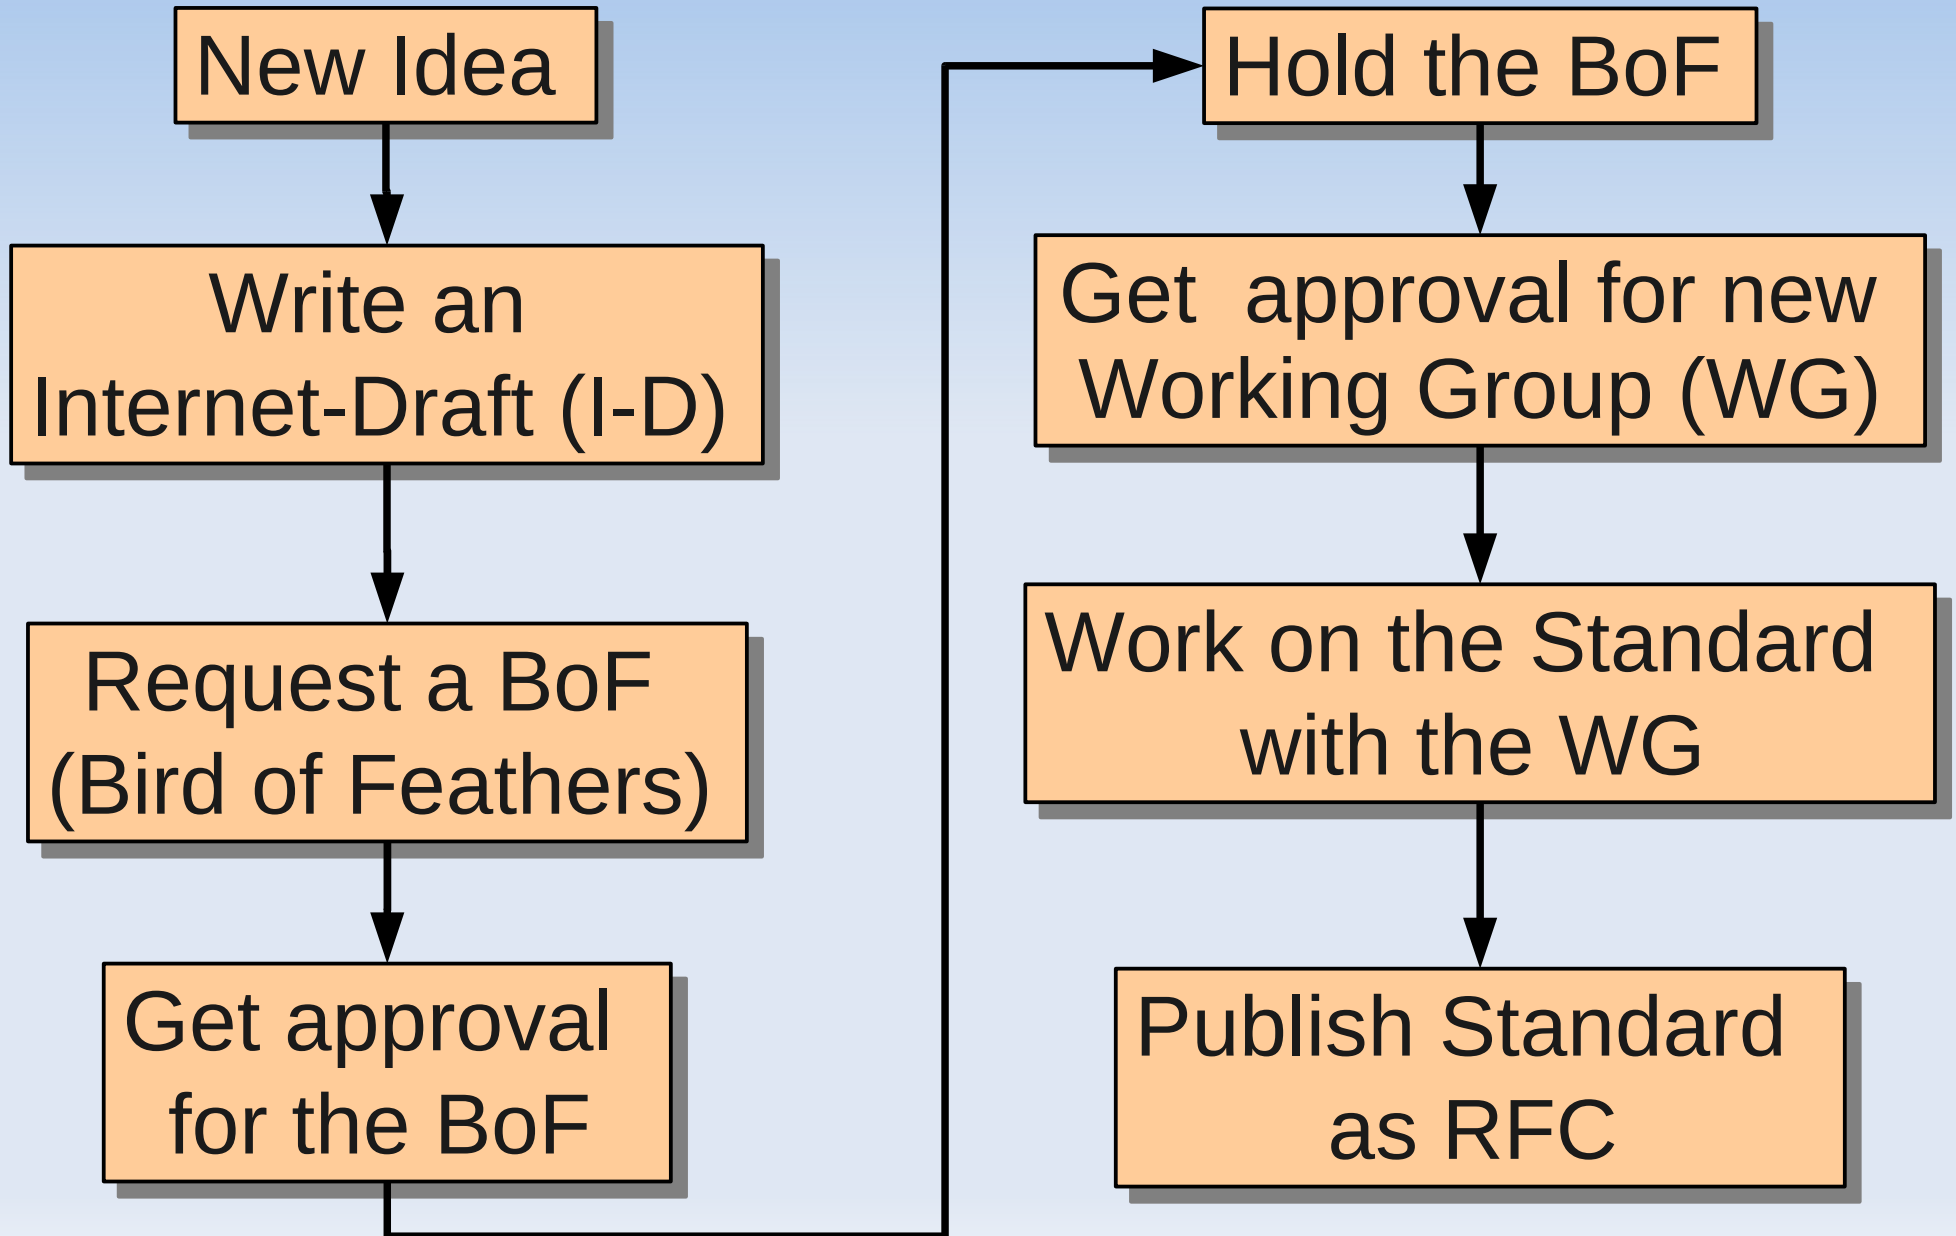 New Idea
Write an
Internet-Draft (I-D)
Request a BoF
(Bird of Feathers)
Get approval
for the BoF
Hold the BoF
Get  approval for new
Working Group (WG)
Work on the Standard
with the WG
Publish Standard
as RFC